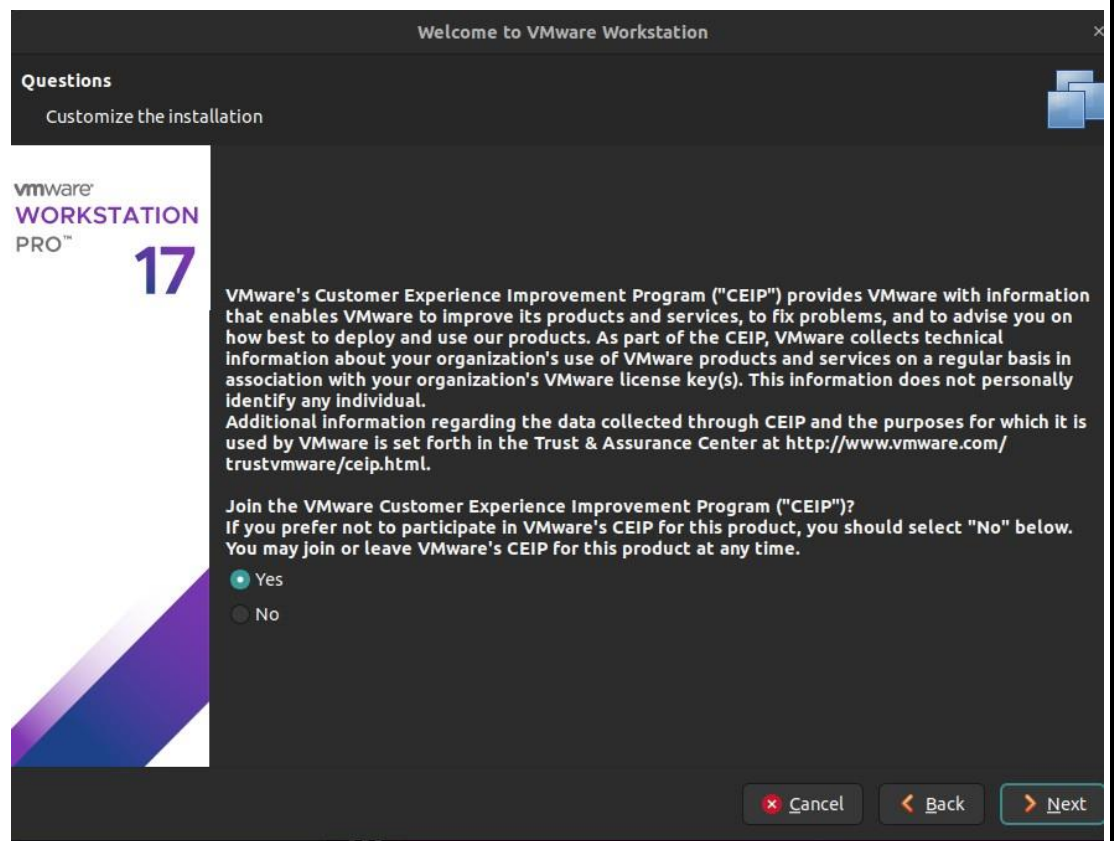 Welcome to VMware Workstation
Questions
Customize the installation
vmware
WORKSTATION
PRO™
17
VMware's Customer Experience Improvement Program ("CEIP") provides VMware with information
that enables VMware to improve its products and services, to fix problems, and to advise you on
how best to deploy and use our products. As part of the CEIP, VMware collects technical
information about your organization's use of VMware products and services on a regular basis in
association with your organization's VMware license key(s). This information does not personally
identify any individual.
Additional information regarding the data collected through CEIP and the purposes for which it is
used by VMware is set forth in the Trust & Assurance Center at http://www.vmware.com/
trustvmware/ceip.html.
Join the VMware Customer Experience Improvement Program ("CEIP")?
If you prefer not to participate in VMware's CEIP for this product, you should select "No" below.
You may join or leave VMware's CEIP for this product at any time.
Yes
No
Cancel
Back
Next